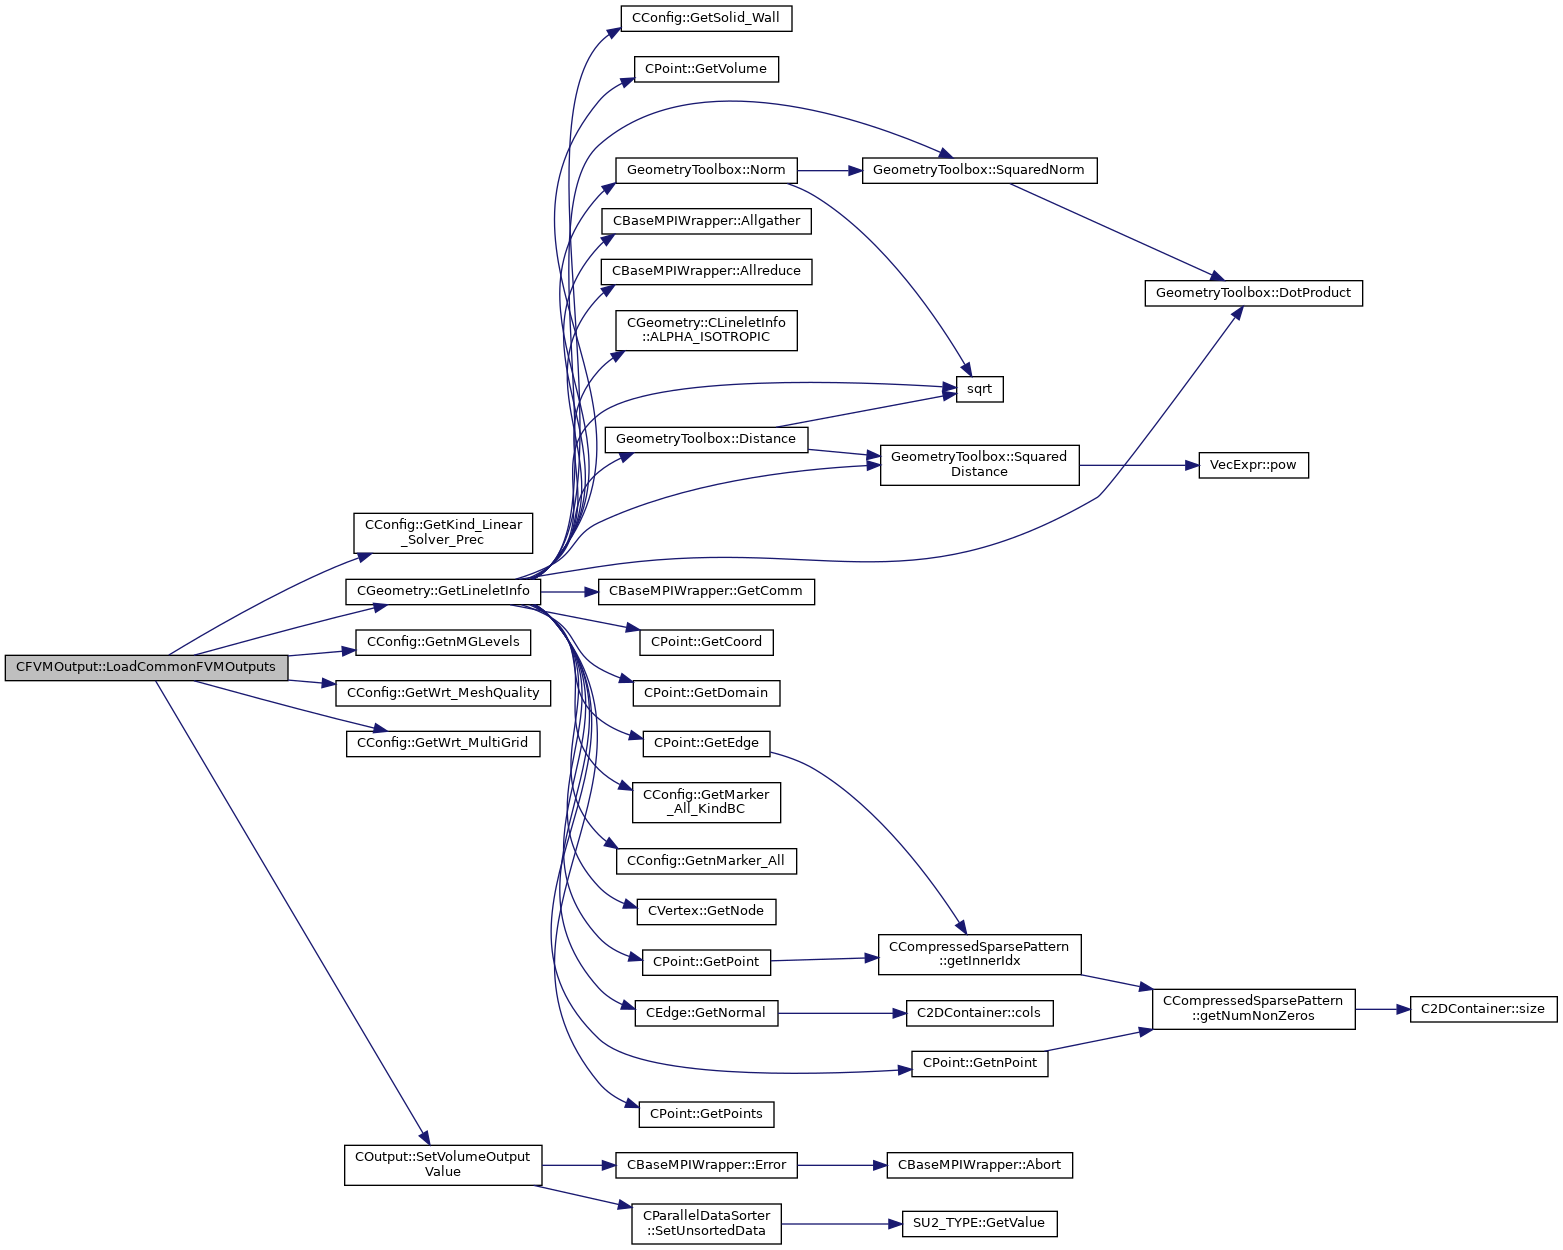 CConfig::GetSolid_Wall
CPoint::GetVolume
GeometryToolbox::Norm
GeometryToolbox::SquaredNorm
CBaseMPIWrapper::Allgather
CBaseMPIWrapper::Allreduce
GeometryToolbox::DotProduct
CGeometry::CLineletInfo
::ALPHA_ISOTROPIC
sqrt
GeometryToolbox::Distance
GeometryToolbox::Squared
Distance
VecExpr::pow
CConfig::GetKind_Linear
_Solver_Prec
CGeometry::GetLineletInfo
CBaseMPIWrapper::GetComm
CConfig::GetnMGLevels
CPoint::GetCoord
CFVMOutput::LoadCommonFVMOutputs
CConfig::GetWrt_MeshQuality
CPoint::GetDomain
CConfig::GetWrt_MultiGrid
CPoint::GetEdge
CConfig::GetMarker
_All_KindBC
CConfig::GetnMarker_All
CVertex::GetNode
CPoint::GetPoint
CCompressedSparsePattern
::getInnerIdx
CEdge::GetNormal
C2DContainer::cols
CCompressedSparsePattern
::getNumNonZeros
C2DContainer::size
CPoint::GetnPoint
CPoint::GetPoints
COutput::SetVolumeOutput
Value
CBaseMPIWrapper::Error
CBaseMPIWrapper::Abort
CParallelDataSorter
::SetUnsortedData
SU2_TYPE::GetValue